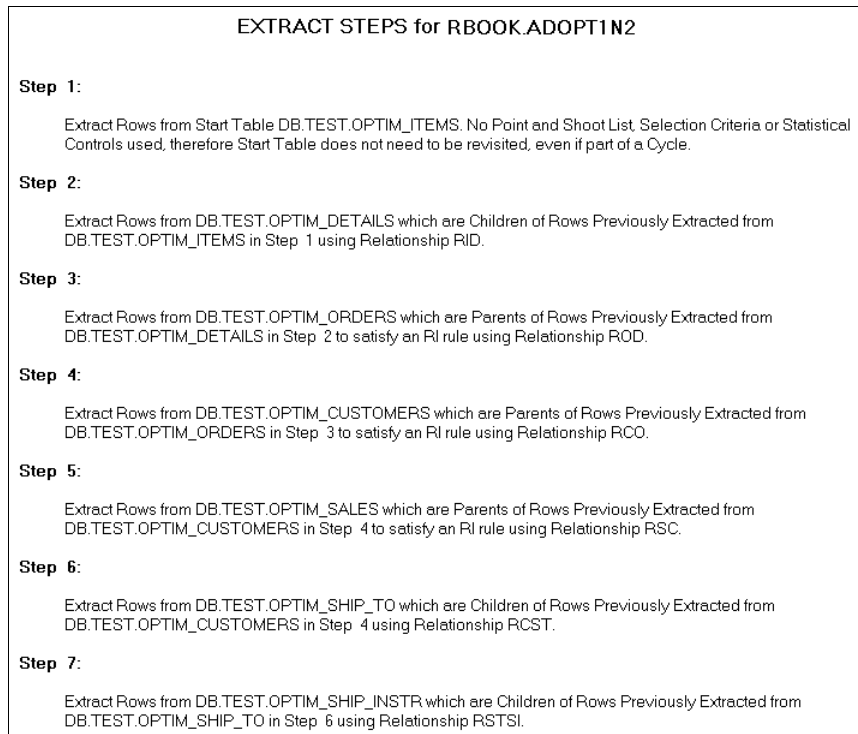 EXTRACT STEPS for RBOOK.ADOPT1N2
Step 1:
Extract Rows from Start Table DB.TEST.OPTIM_ITEMS. No Point and Shoot List, Selection Criteria or Statistical
Controls used, therefore Start Table does not need to be revisited, even if part of a Cycle.
Step 2:
Extract Rows from DB.TEST.OPTIM_DETAILS which are Children of Rows Previously Extracted from
DB.TEST.OPTIM_ITEMS in Step 1 using Relationship RID.
Step 3:
Extract Rows from DB.TEST.OPTIM_ORDERS which are Parents of Rows Previously Extracted from
DB.TEST.OPTIM_DETAILS in Step 2 to satisfy an RI rule using Relationship ROD.
Step 4:
Extract Rows from DB.TEST.OPTIM_CUSTOMERS which are Parents of Rows Previously Extracted from
DB.TEST.OPTIM_ORDERS in Step 3 to satisfy an RI rule using Relationship RCO.
Step 5:
Extract Rows from DB.TEST.OPTIM_SALES which are Parents of Rows Previously Extracted from
DB.TEST.OPTIM_CUSTOMERS in Step 4 to satisfy an RI rule using Relationship RSC.
Step 6:
Extract Rows from DB.TEST.OPTIM_SHIP_TO which are Children of Rows Previously Extracted from
DB.TEST.OPTIM_CUSTOMERS in Step 4 using Relationship RCST.
Step 7:
Extract Rows from DB.TEST.OPTIM_SHIP_INSTR which are Children of Rows Previously Extracted from
DB.TEST.OPTIM_SHIP_TO in Step 6 using Relationship RSTSI.